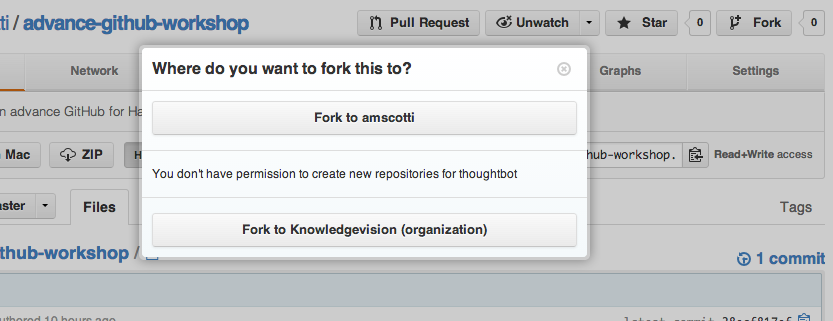 tti / advance-github-workshop
Pull Request
Unwatch
Star
0
Fork
0
Network
Graphs
Settings
Where do you want to fork this to?
n advance GitHub for Ha
Fork to amscotti
Mac
ZIP
H
hub-workshop.
Read+Write access
You don't have permission to create new repositories for thoughtbot
aster
Files
Tags
Fork to Knowledgevision (organization)
thub-workshop /
1 commit
authored 10 hours ago
latest commit